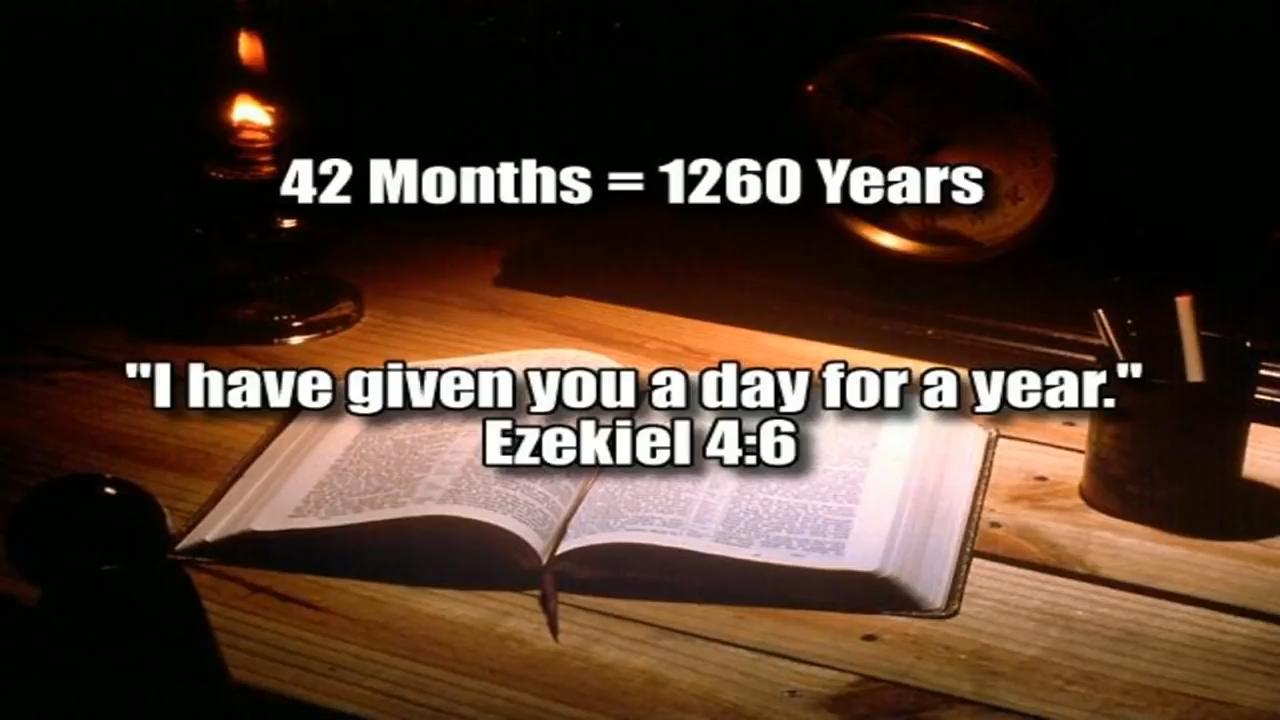 42 Months = 1260 Years
"I have given you a day for a year."
Ezekiel 4:6